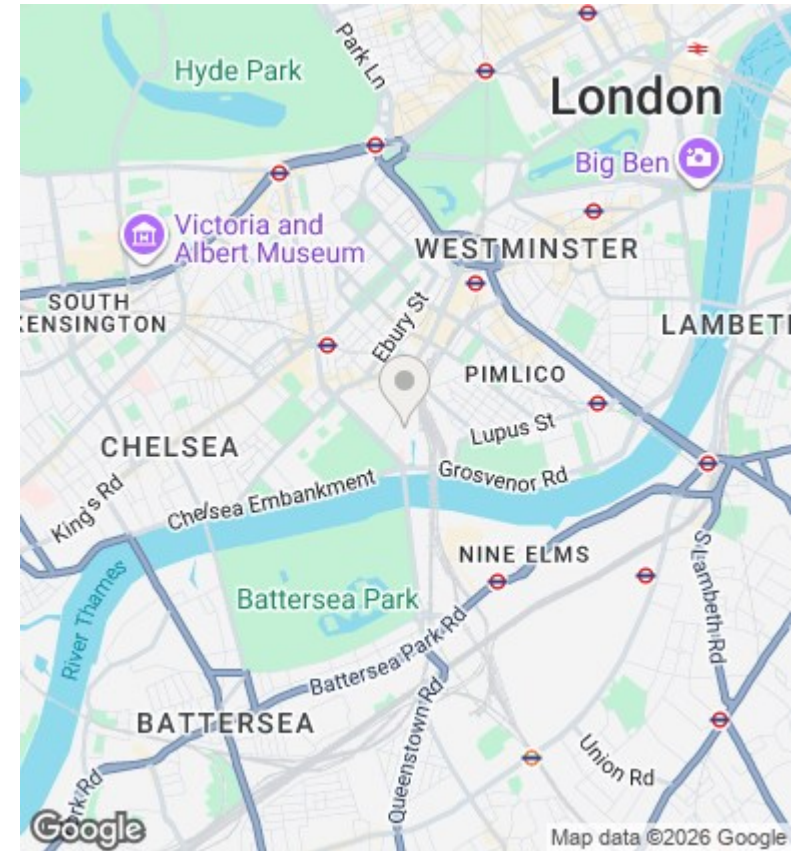 Park Ln
Hyde Park
London
Big Ben
Victoria and
Albert Museum
WESTMINSTER
SOUTH
KENSINGTON
Ebury St
LAMBETH
PIMLICO
Lupus St
CHELSEA
Grosvenor Rd
King's Rd
Chelsea Embankment
NINE ELMS
River Thames
Battersea Park
S Lambeth Rd
Battersea Park Rd
BATTERSEA
Queenstown Rd
Union Rd
ork Rd
Google
Map data ©2026 Google